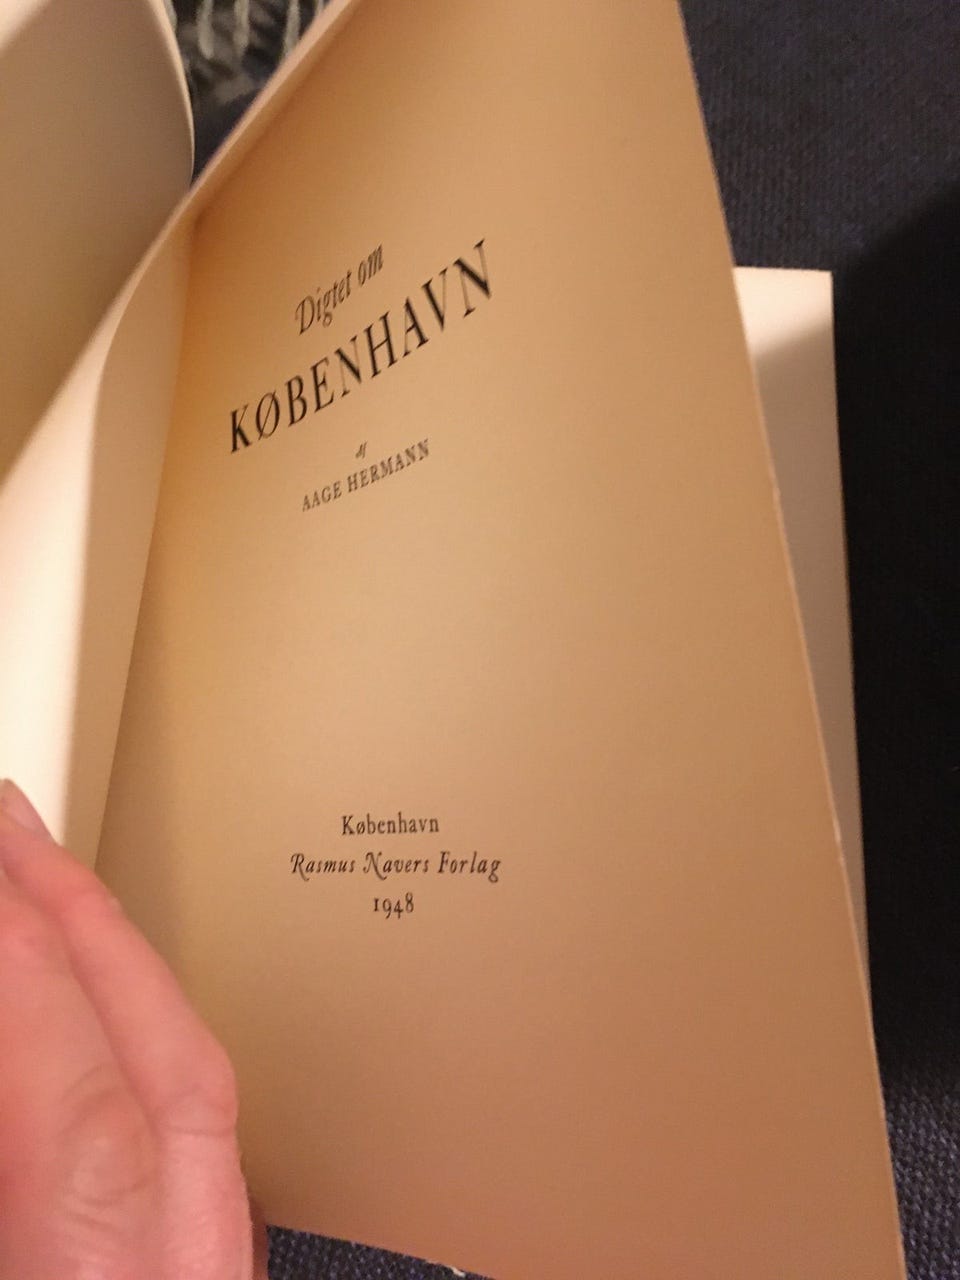 Digtet om
KØBENHAVN
af
AAGE HERMANN
København
Rasmus Navers Forlag
1948